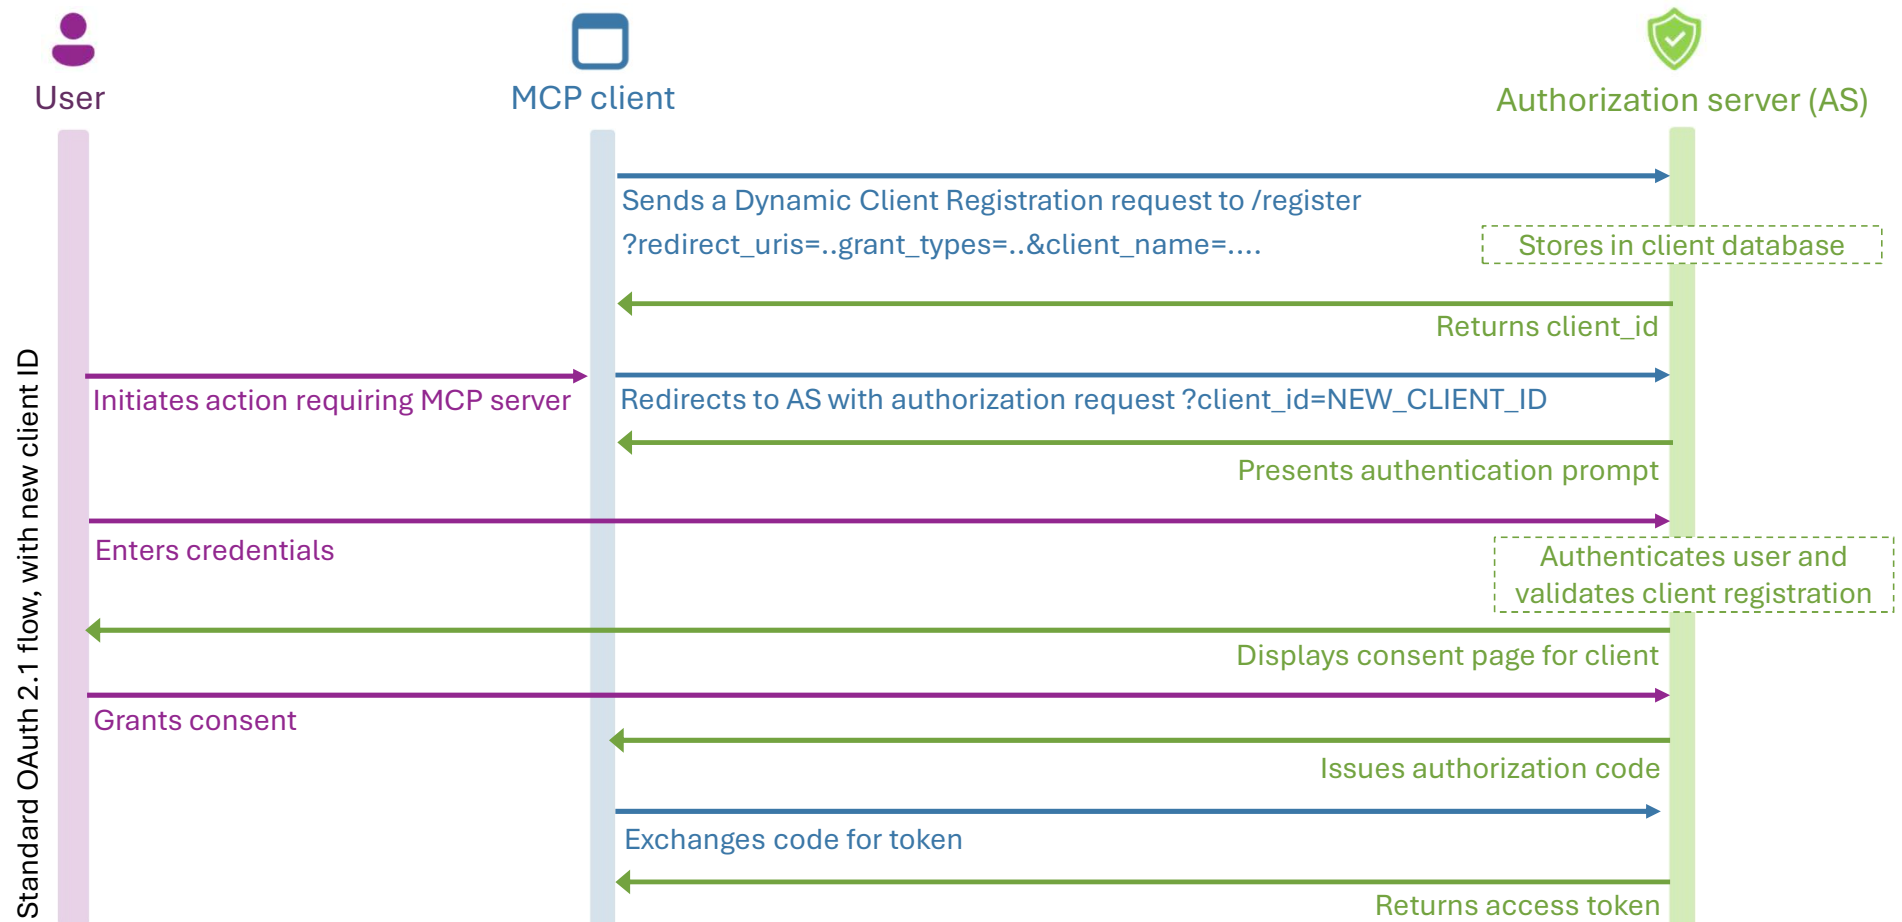 User
MCP client
Authorization server (AS)
Sends a Dynamic Client Registration request to /register
?redirect_uris=..grant_types=..&client_name=....
Stores in client database
Returns client_id
Standard OAuth 2.1 flow, with new client ID
Initiates action requiring MCP server
Redirects to AS with authorization request ?client_id=NEW_CLIENT_ID
Presents authentication prompt
Enters credentials
Authenticates user and
validates client registration
Displays consent page for client
Grants consent
Issues authorization code
Exchanges code for token
Returns access token